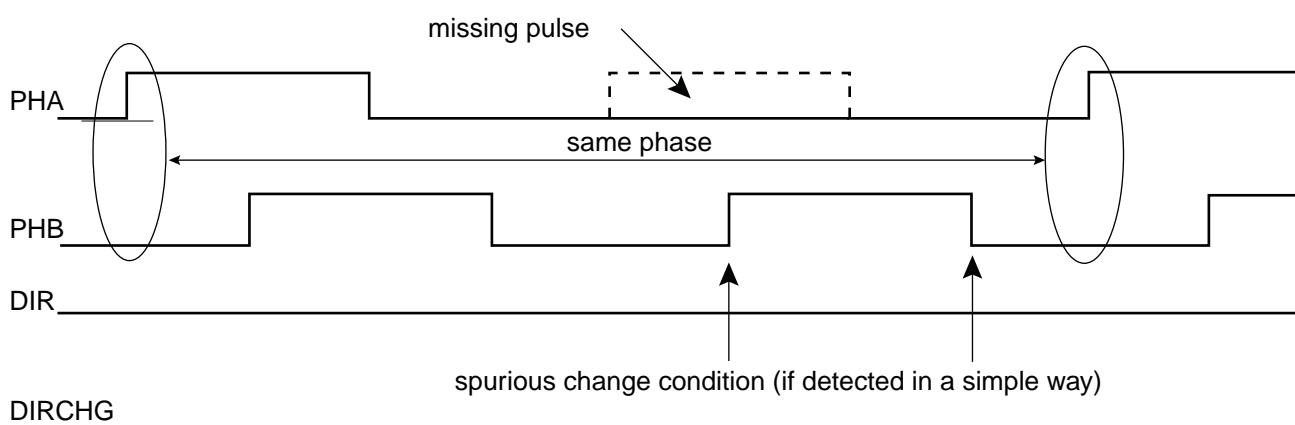 missing pulse
PHA
same phase
PHB
DIR
spurious change condition (if detected in a simple way)
DIRCHG